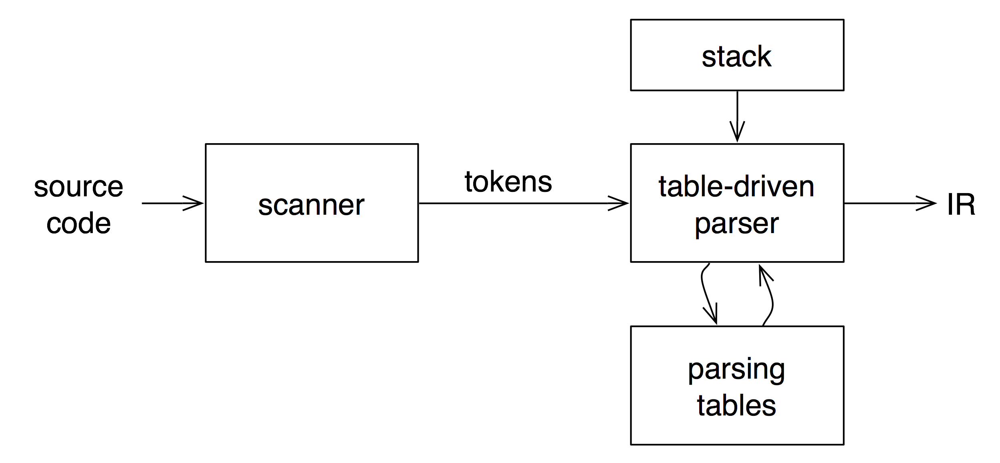 stack
source
code
scanner
tokens
table-driven
parser
IR
parsing
tables